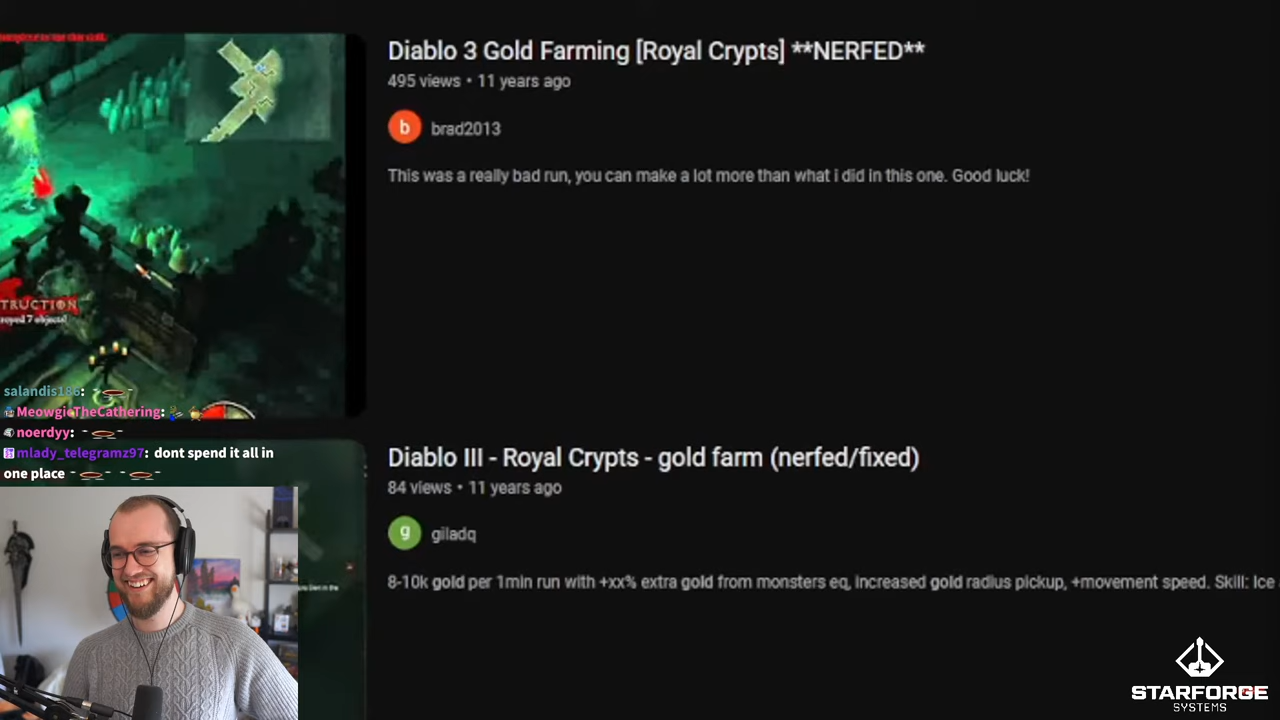 Diablo 3 Gold Farming [Royal Crypts] **NERFED**
495 views • 11 years ago
b brad2013
This was a really bad run, you can make a lot more than what i did in this one. Good luck!
TRUCTION
royed 7 objects!
salandis186:
MeowgieTheCathering:
noerdyy:
mlady_telegramz97: dont spend it all in
one place
Diablo III - Royal Crypts - gold farm (nerfed/fixed)
84 views • 11 years ago
g giladq
8-10k gold per 1min run with +xx% extra gold from monsters eq, increased gold radius pickup, +movement speed. Skill: Ice
STARFORGE
SYSTEMS